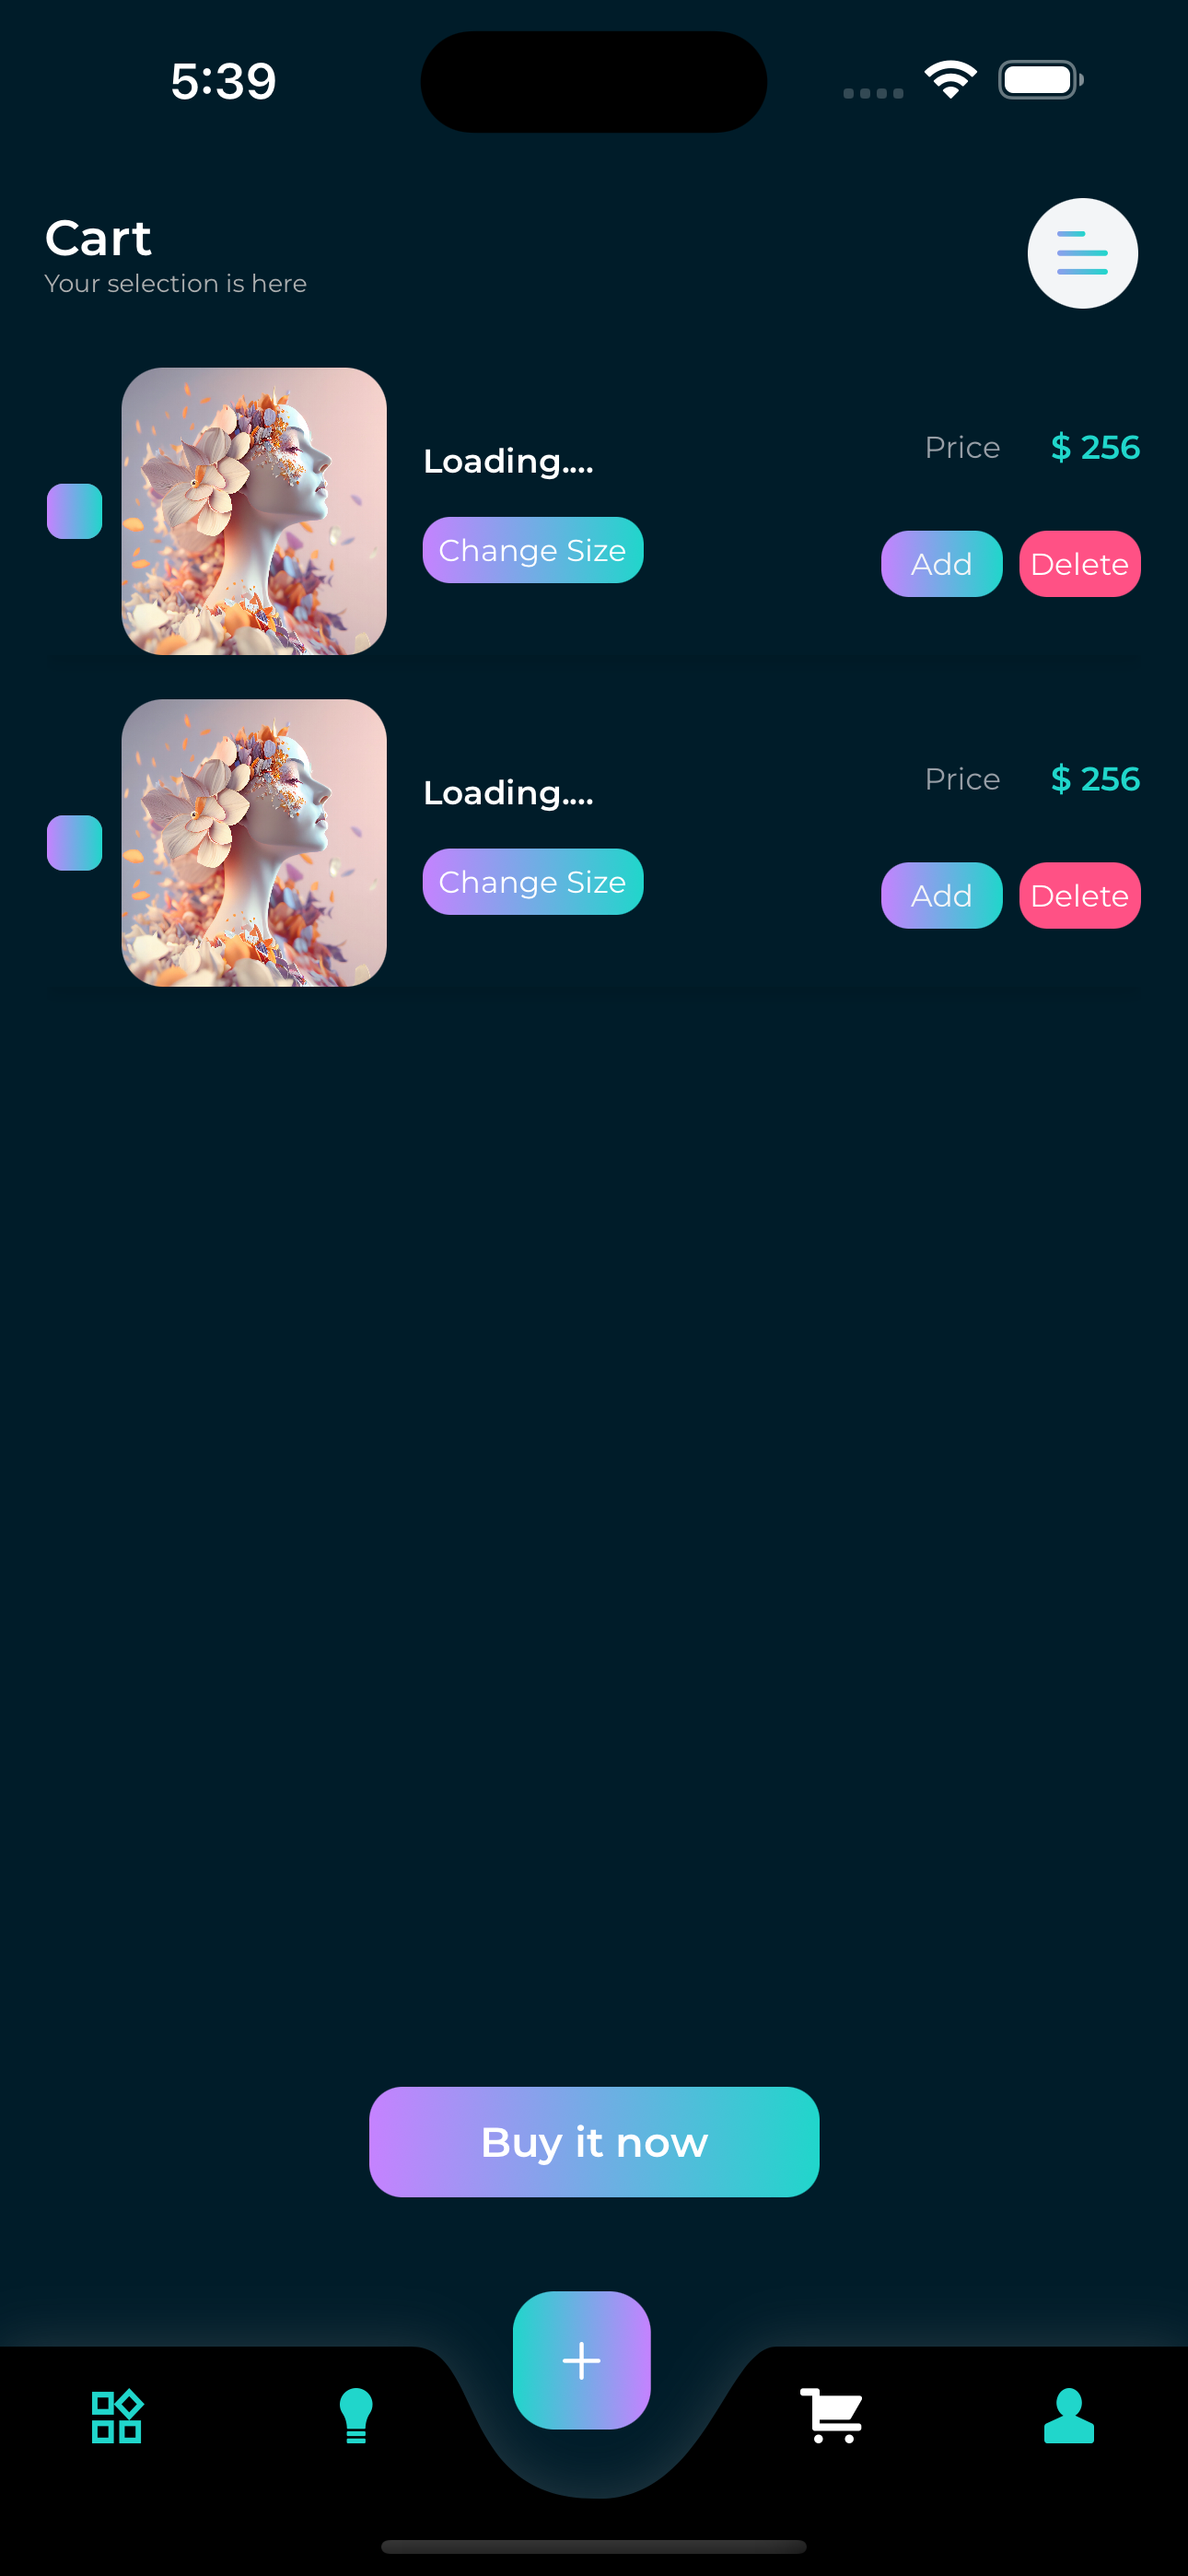 5:39
Cart
Your selection is here
Loading....
Price $ 256
Change Size
Add Delete
Loading....
Price $ 256
Change Size
Add Delete
Buy it now